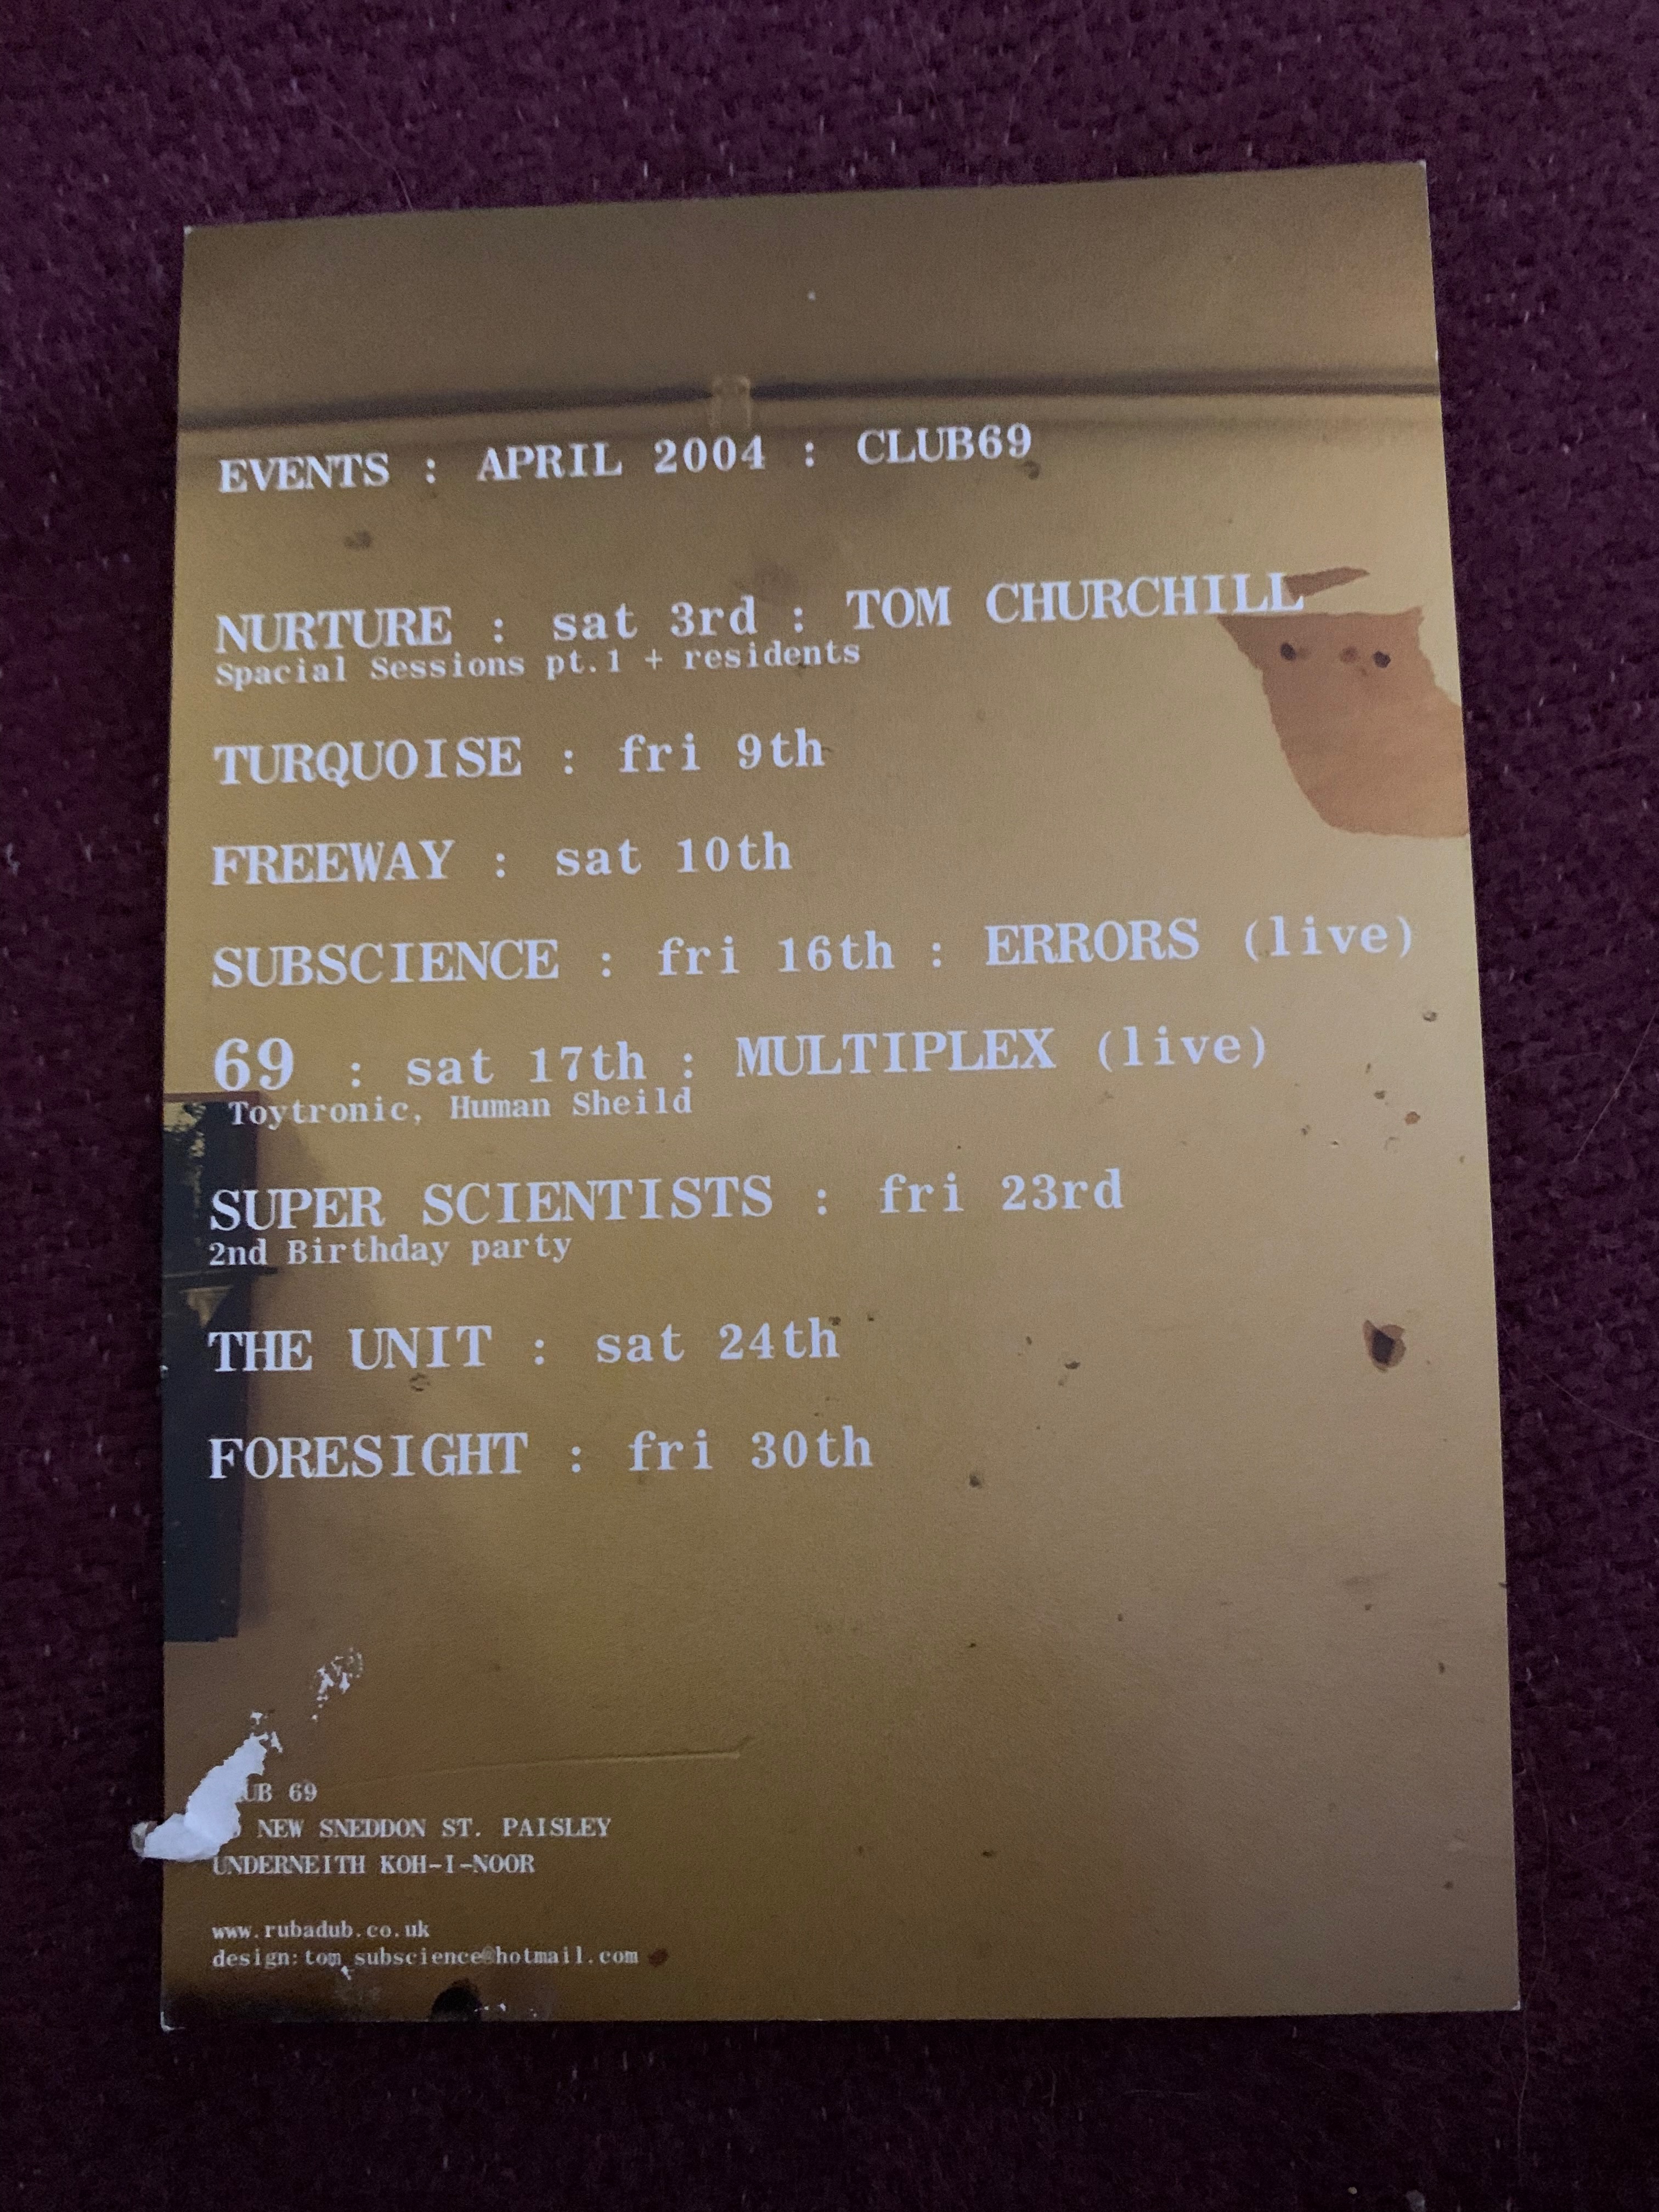 EVENTS : APRIL 2004 : CLUB69
NURTURE : sat 3rd : TOM CHURCHILL
Spacial Sessions pt.1 + residents
TURQUOISE : fri 9th
FREEWAY : sat 10th
SUBSCIENCE : fri 16th : ERRORS (live)
69 : sat 17th : MULTIPLEX (live)
Toytronic, Human Sheild
SUPER SCIENTISTS : fri 23rd
2nd Birthday party
THE UNIT : sat 24th
FORESIGHT : fri 30th
UB 69
NEW SNEDDON ST. PAISLEY
UNDERNEITH KOH-I-NOOR
www.rubadub.co.uk
design:tom_subscience@hotmail.com